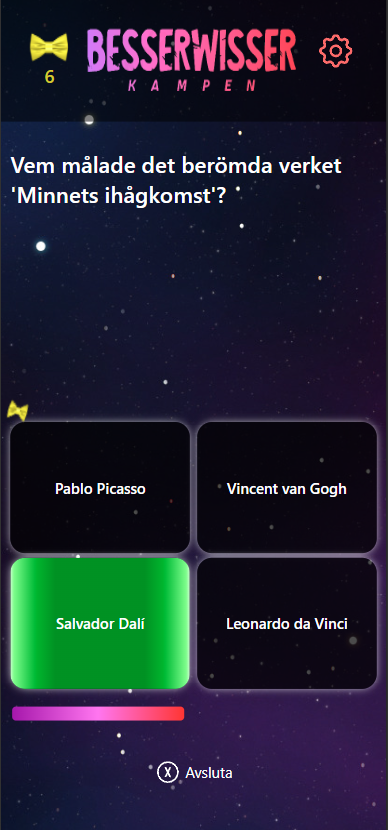 BESSERWISSER
KAMPEN
6
Vem målade det berömda verket
'Minnets ihågkomst'?
Pablo Picasso
Vincent van Gogh
Salvador Dalí
Leonardo da Vinci
X Avsluta